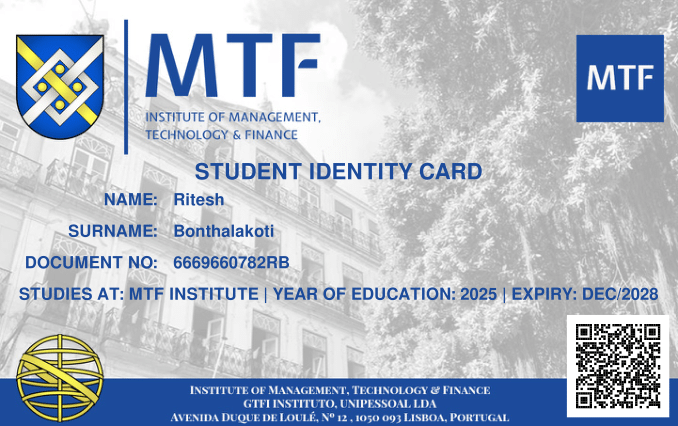 MTF
INSTITUTE OF MANAGEMENT,
TECHNOLOGY & FINANCE
MTF
STUDENT IDENTITY CARD
NAME: Ritesh
SURNAME: Bonthalakoti
DOCUMENT NO: 6669660782RB
STUDIES AT: MTF INSTITUTE | YEAR OF EDUCATION: 2025 | EXPIRY: DEC/2028
Institute of Management, Technology & Finance
GTFI INSTITUTO, UNIPESSOAL LDA
Avenida Duque de Loulé, Nº 12 , 1050 093 Lisboa, Portugal